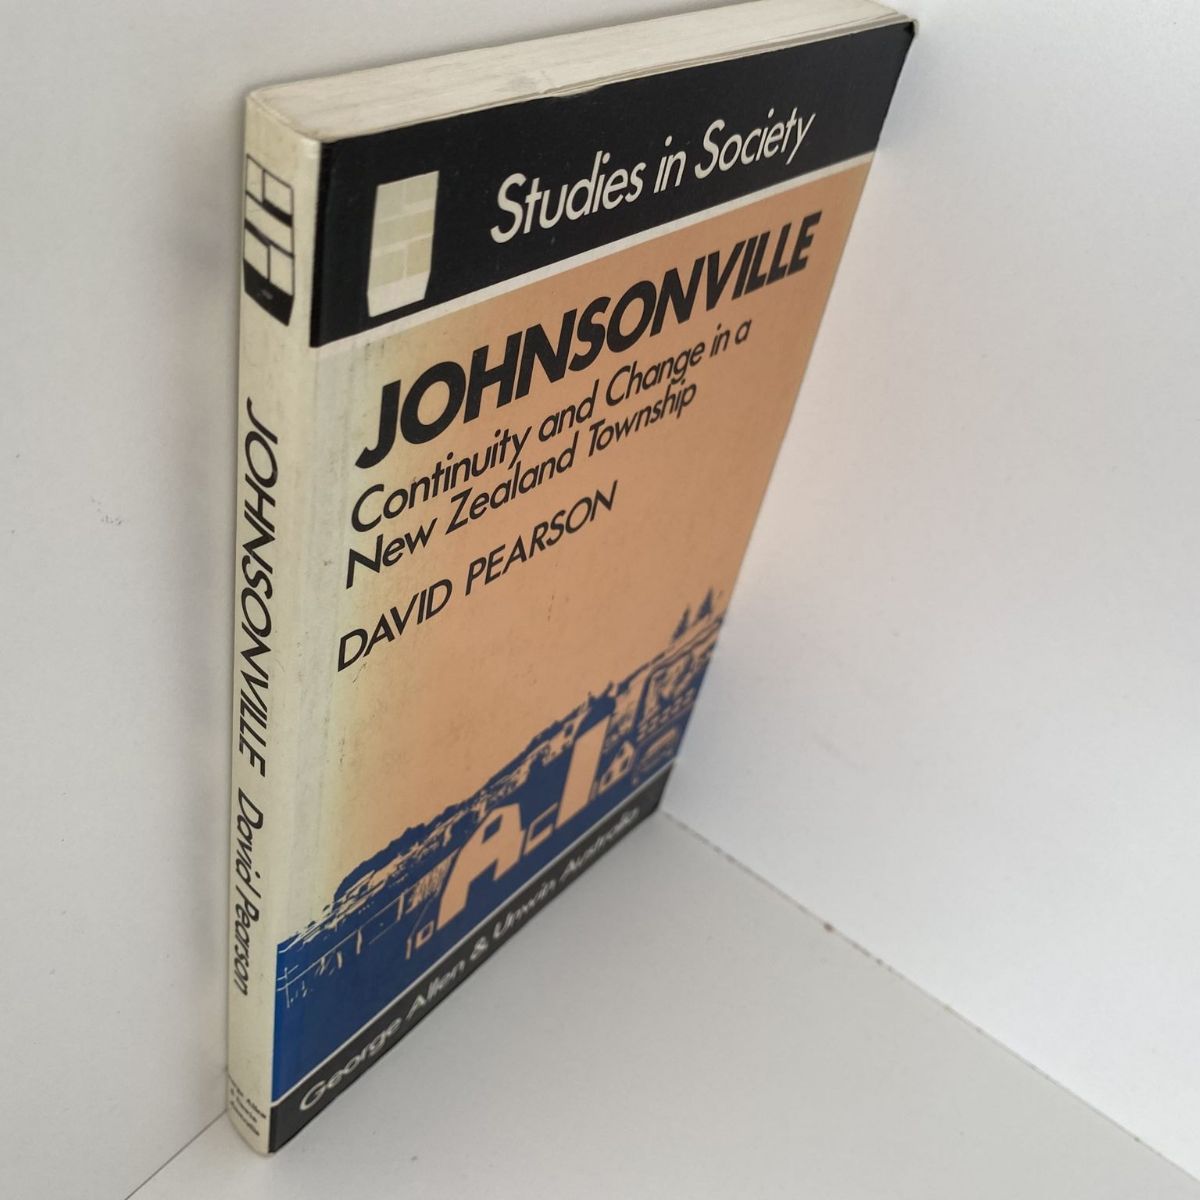 Studies in Society
JOHNSONVILLE
Continuity and Change in a
New Zealand Township
DAVID PEARSON
George Allen & Unwin Australia
JOHNSONVILLE David Pearson